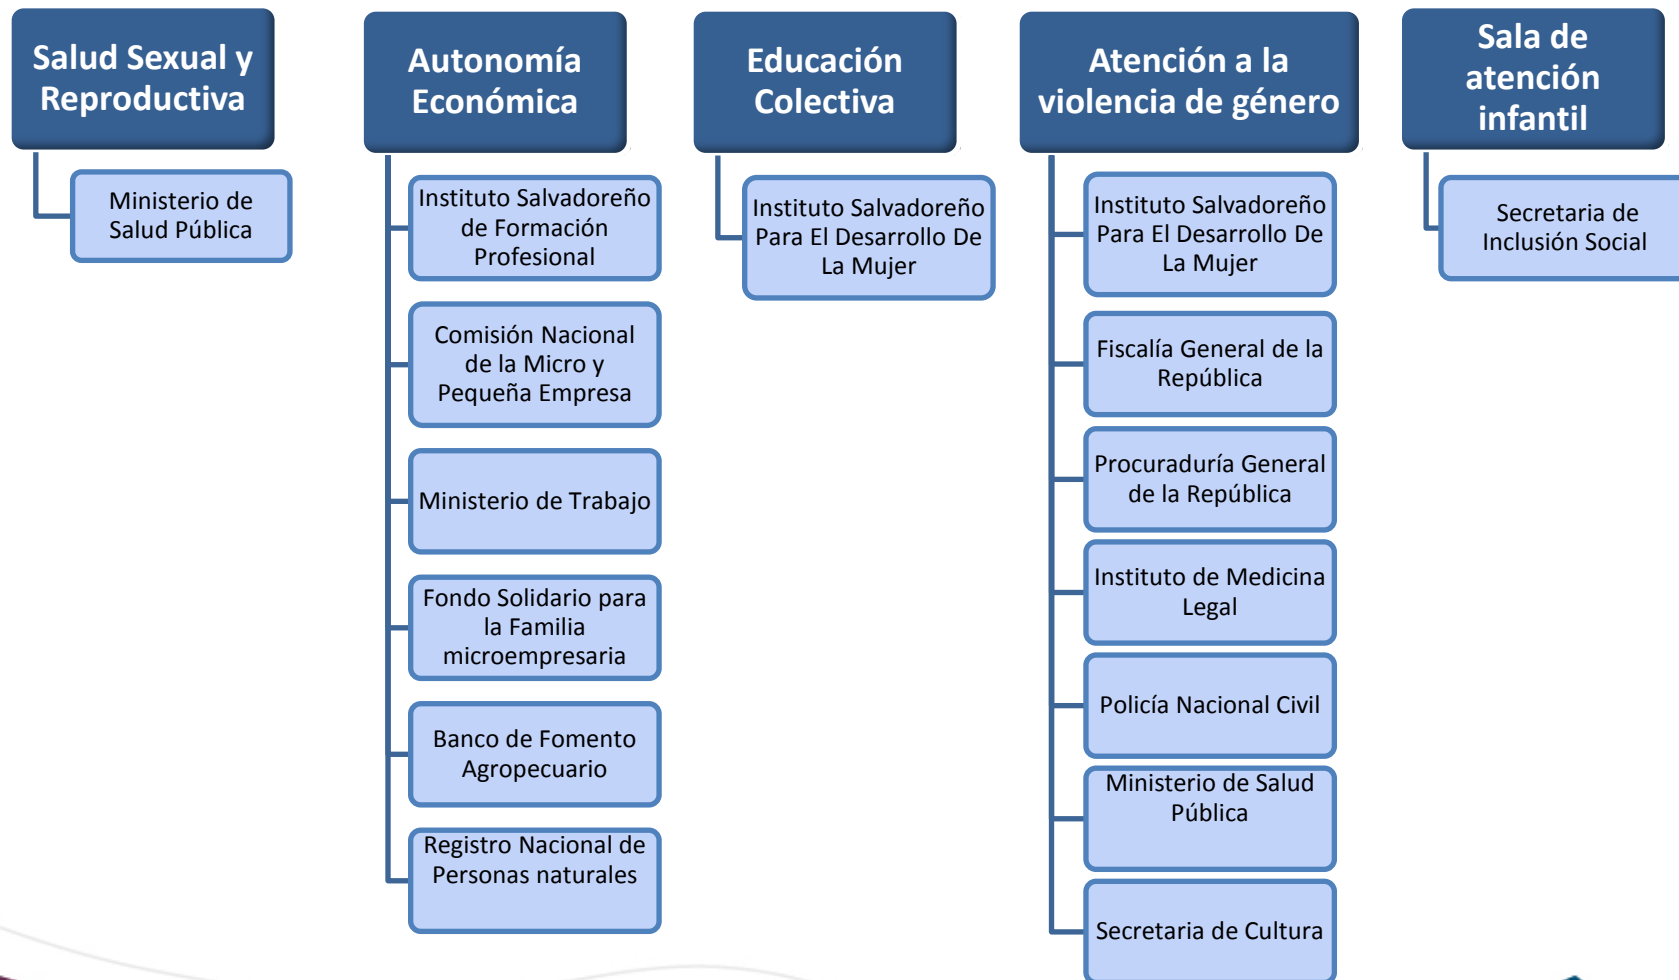 Salud Sexual y
Reproductiva
Ministerio de
Salud Pública
Autonomía
Económica
Instituto Salvadoreño
de Formación
Profesional
Comisión Nacional
de la Micro y
Pequeña Empresa
Ministerio de Trabajo
Fondo Solidario para
la Familia
microempresaria
Banco de Fomento
Agropecuario
Registro Nacional de
Personas naturales
Educación
Colectiva
Instituto Salvadoreño
Para El Desarrollo De
La Mujer
Atención a la
violencia de género
Instituto Salvadoreño
Para El Desarrollo De
La Mujer
Fiscalía General de la
República
Procuraduría General
de la República
Instituto de Medicina
Legal
Policía Nacional Civil
Ministerio de Salud
Pública
Secretaria de Cultura
Sala de
atención
infantil
Secretaria de
Inclusión Social